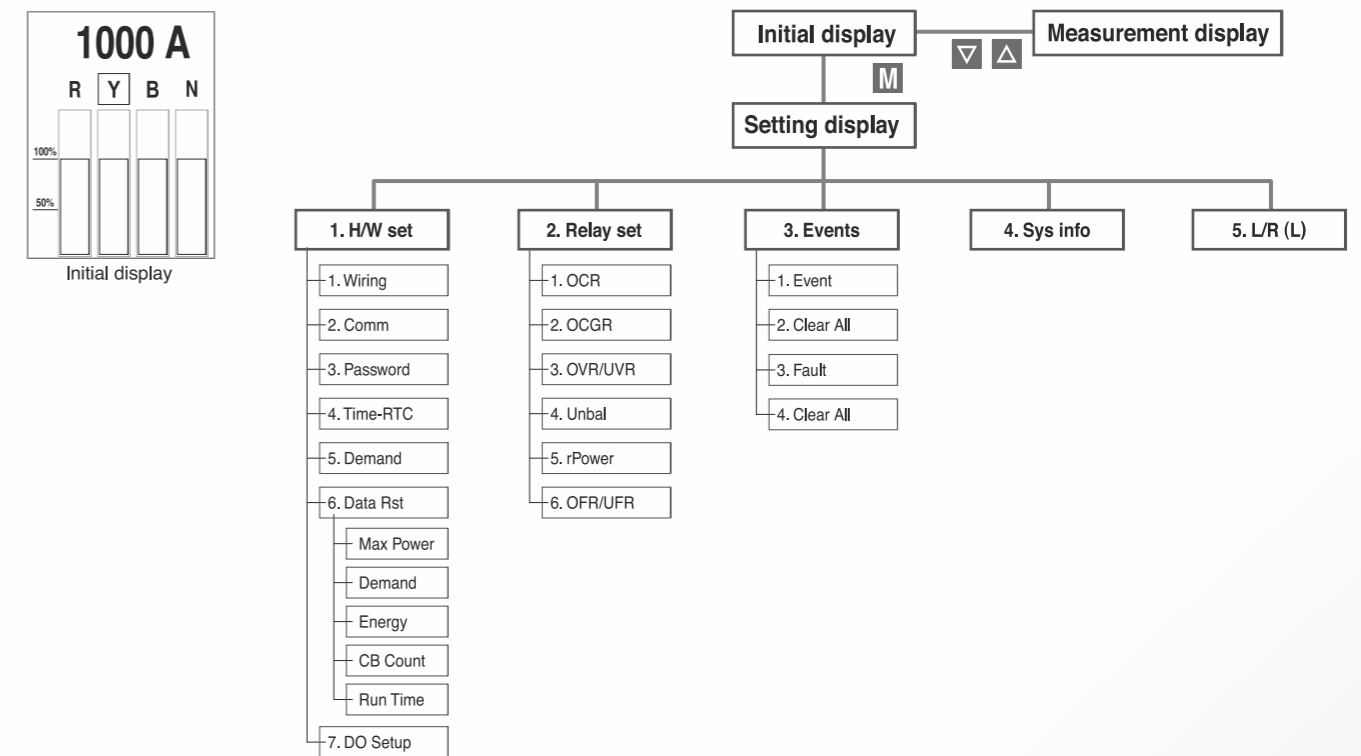 1000 A
R Y B N
100%
50%
Initial display
Initial display
Measurement display
▽ △
M
Setting display
1. H/W set
1. Wiring
2. Comm
3. Password
4. Time-RTC
5. Demand
6. Data Rst
Max Power
Demand
Energy
CB Count
Run Time
7. DO Setup
2. Relay set
1. OCR
2. OCGR
3. OVR/UVR
4. Unbal
5. rPower
6. OFR/UFR
3. Events
1. Event
2. Clear All
3. Fault
4. Clear All
4. Sys info
5. L/R (L)